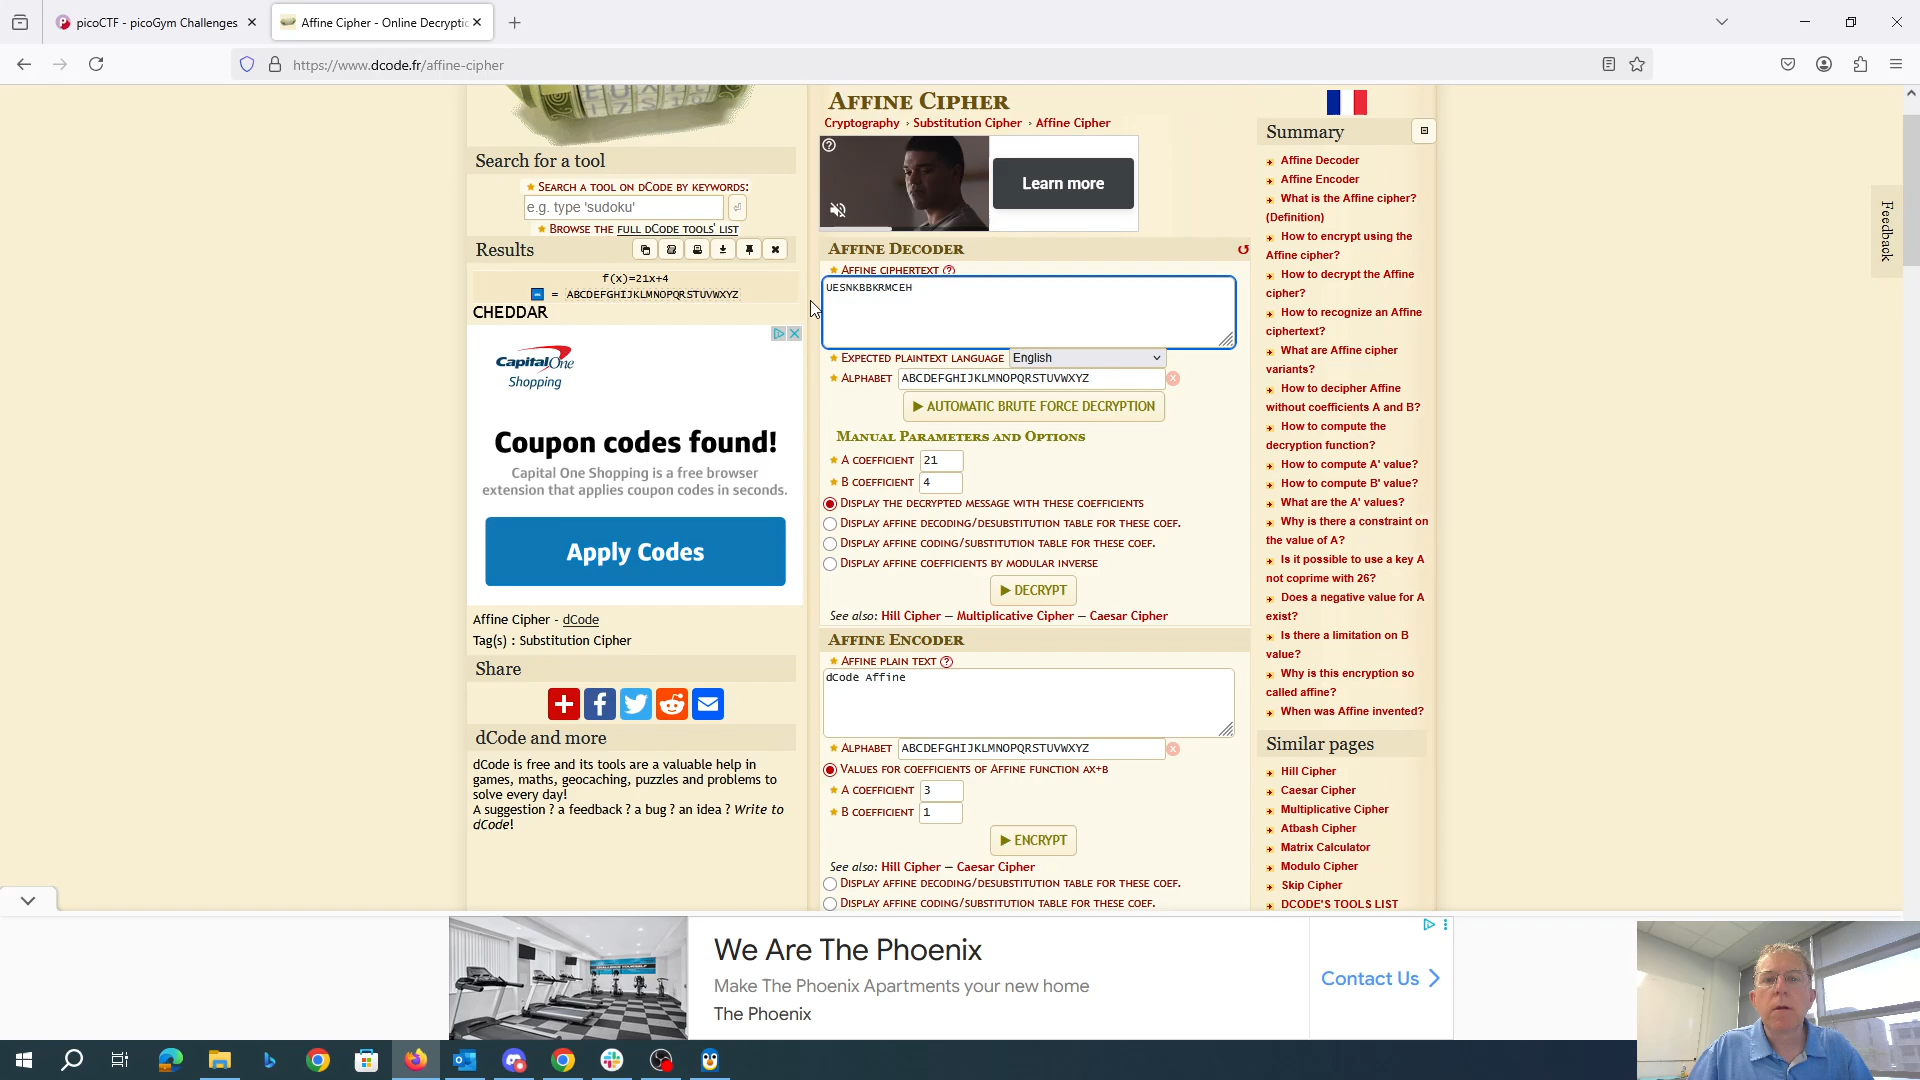 picoCTF - picoGym Challenges
Affine Cipher - Online Decryptic
https://www.dcode.fr/affine-cipher
Search for a tool
SEARCH A TOOL ON DCODE BY KEYWORDS:
e.g. type 'sudoku'
BROWSE THE FULL DCODE TOOLS' LIST
Results
f(x)=21x+4
= ABCDEFGHIJKLMNOPQRSTUVWXYZ
CHEDDAR
CapitalOne
Shopping
Coupon codes found!
Capital One Shopping is a free browser
extension that applies coupon codes in seconds.
Apply Codes
Affine Cipher - dCode
Tag(s) : Substitution Cipher
Share
dCode and more
dCode is free and its tools are a valuable help in
games, maths, geocaching, puzzles and problems to
solve every day!
A suggestion ? a feedback ? a bug ? an idea ? Write to
dCode!
AFFINE CIPHER
Cryptography › Substitution Cipher › Affine Cipher
Learn more
AFFINE DECODER
AFFINE CIPHERTEXT
UESNKBBKRMCEH
EXPECTED PLAINTEXT LANGUAGE English
ALPHABET ABCDEFGHIJKLMNOPQRSTUVWXYZ
▶ AUTOMATIC BRUTE FORCE DECRYPTION
MANUAL PARAMETERS AND OPTIONS
A COEFFICIENT 21
B COEFFICIENT 4
DISPLAY THE DECRYPTED MESSAGE WITH THESE COEFFICIENTS
DISPLAY AFFINE DECODING/DESUBSTITUTION TABLE FOR THESE COEF.
DISPLAY AFFINE CODING/SUBSTITUTION TABLE FOR THESE COEF.
DISPLAY AFFINE COEFFICIENTS BY MODULAR INVERSE
▶ DECRYPT
See also: Hill Cipher — Multiplicative Cipher — Caesar Cipher
AFFINE ENCODER
AFFINE PLAIN TEXT
dCode Affine
ALPHABET ABCDEFGHIJKLMNOPQRSTUVWXYZ
VALUES FOR COEFFICIENTS OF AFFINE FUNCTION AX+B
A COEFFICIENT 3
B COEFFICIENT 1
▶ ENCRYPT
See also: Hill Cipher — Caesar Cipher
DISPLAY AFFINE DECODING/DESUBSTITUTION TABLE FOR THESE COEF.
DISPLAY AFFINE CODING/SUBSTITUTION TABLE FOR THESE COEF.
Summary
Affine Decoder
Affine Encoder
What is the Affine cipher?
(Definition)
How to encrypt using the
Affine cipher?
How to decrypt the Affine
cipher?
How to recognize an Affine
ciphertext?
What are Affine cipher
variants?
How to decipher Affine
without coefficients A and B?
How to compute the
decryption function?
How to compute A' value?
How to compute B' value?
What are the A' values?
Why is there a constraint on
the value of A?
Is it possible to use a key A
not coprime with 26?
Does a negative value for A
exist?
Is there a limitation on B
value?
Why is this encryption so
called affine?
When was Affine invented?
Similar pages
Hill Cipher
Caesar Cipher
Multiplicative Cipher
Atbash Cipher
Matrix Calculator
Modulo Cipher
Skip Cipher
DCODE'S TOOLS LIST
Feedback
We Are The Phoenix
Make The Phoenix Apartments your new home
The Phoenix
Contact Us